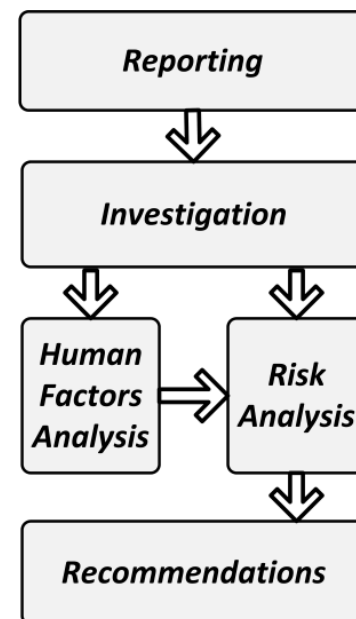 Reporting
Investigation
Human
Factors
Analysis
Risk
Analysis
Recommendations